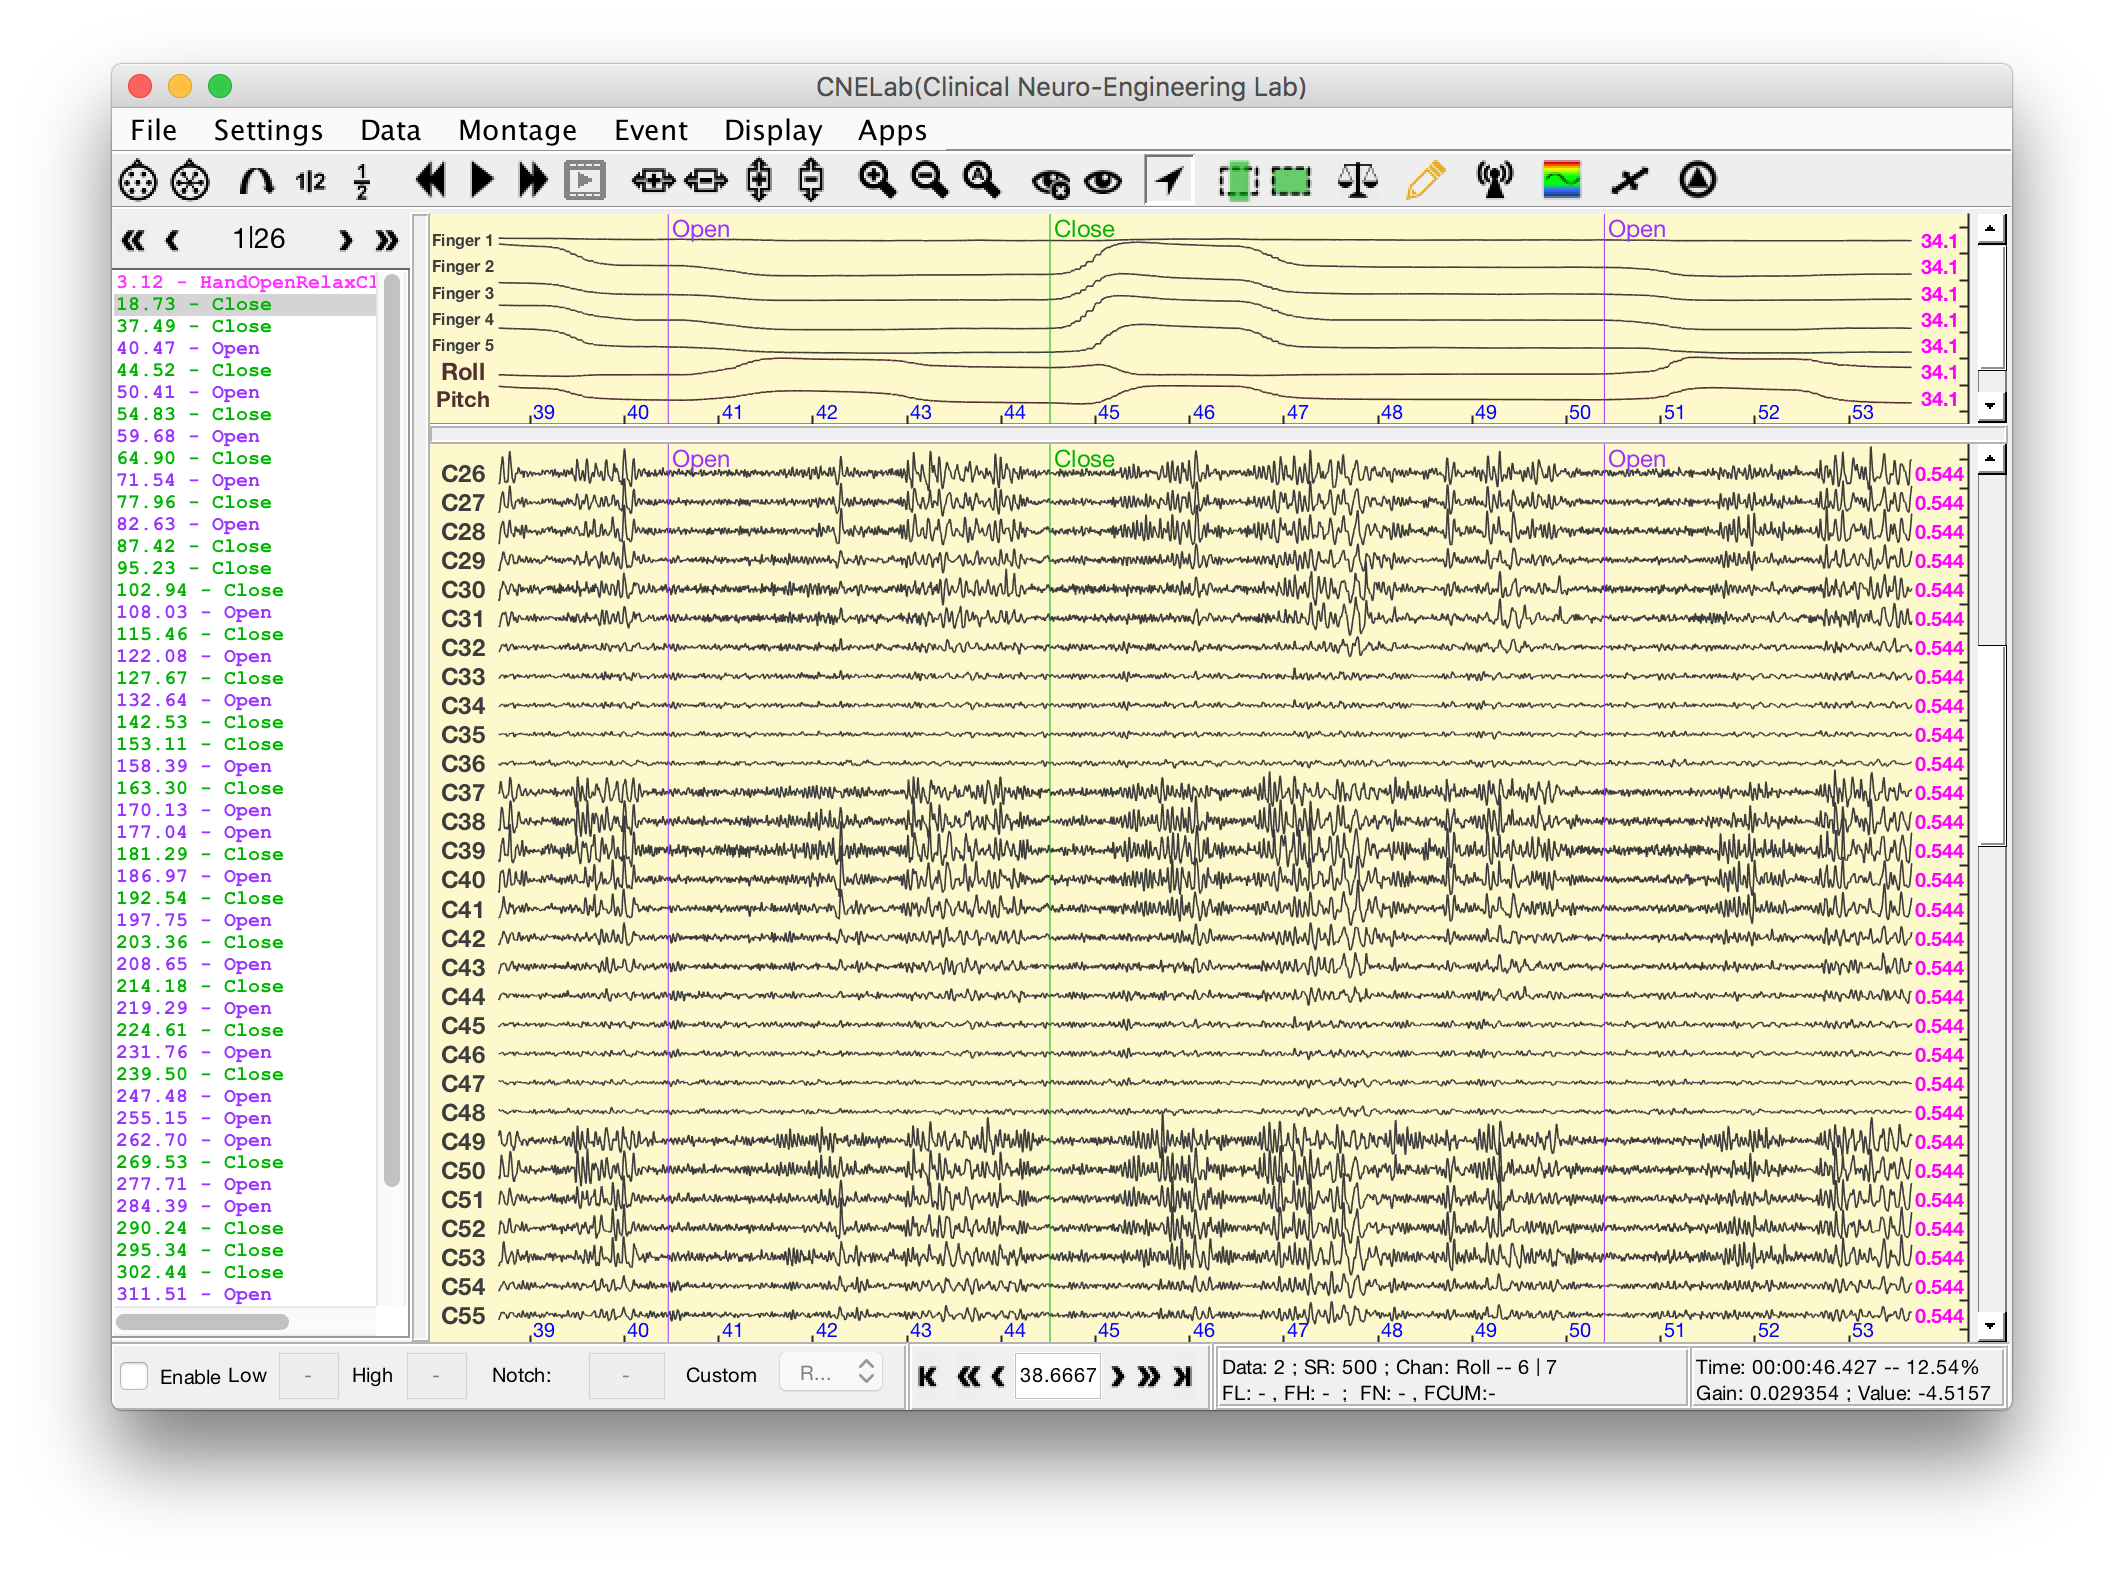 CNELab(Clinical Neuro-Engineering Lab)
File Settings Data Montage Event Display Apps
1|2 1/2 A
1|26
3.12 - HandOpenRelaxCl
18.73 - Close
37.49 - Close
40.47 - Open
44.52 - Close
50.41 - Open
54.83 - Close
59.68 - Open
64.90 - Close
71.54 - Open
77.96 - Close
82.63 - Open
87.42 - Close
95.23 - Close
102.94 - Close
108.03 - Open
115.46 - Close
122.08 - Open
127.67 - Close
132.64 - Open
142.53 - Close
153.11 - Close
158.39 - Open
163.30 - Close
170.13 - Open
177.04 - Open
181.29 - Close
186.97 - Open
192.54 - Close
197.75 - Open
203.36 - Close
208.65 - Open
214.18 - Close
219.29 - Open
224.61 - Close
231.76 - Open
239.50 - Close
247.48 - Open
255.15 - Open
262.70 - Open
269.53 - Close
277.71 - Open
284.39 - Open
290.24 - Close
295.34 - Close
302.44 - Close
311.51 - Open
Open Close Open
Finger 1 34.1
Finger 2 34.1
Finger 3 34.1
Finger 4 34.1
Finger 5 34.1
Roll 34.1
Pitch 34.1
39 40 41 42 43 44 45 46 47 48 49 50 51 52 53
Open Close Open
C26 0.544
C27 0.544
C28 0.544
C29 0.544
C30 0.544
C31 0.544
C32 0.544
C33 0.544
C34 0.544
C35 0.544
C36 0.544
C37 0.544
C38 0.544
C39 0.544
C40 0.544
C41 0.544
C42 0.544
C43 0.544
C44 0.544
C45 0.544
C46 0.544
C47 0.544
C48 0.544
C49 0.544
C50 0.544
C51 0.544
C52 0.544
C53 0.544
C54 0.544
C55 0.544
39 40 41 42 43 44 45 46 47 48 49 50 51 52 53
Enable Low - High - Notch: - Custom R...
38.6667
Data: 2 ; SR: 500 ; Chan: Roll -- 6 | 7
FL: - , FH: - ; FN: - , FCUM:-
Time: 00:00:46.427 -- 12.54%
Gain: 0.029354 ; Value: -4.5157